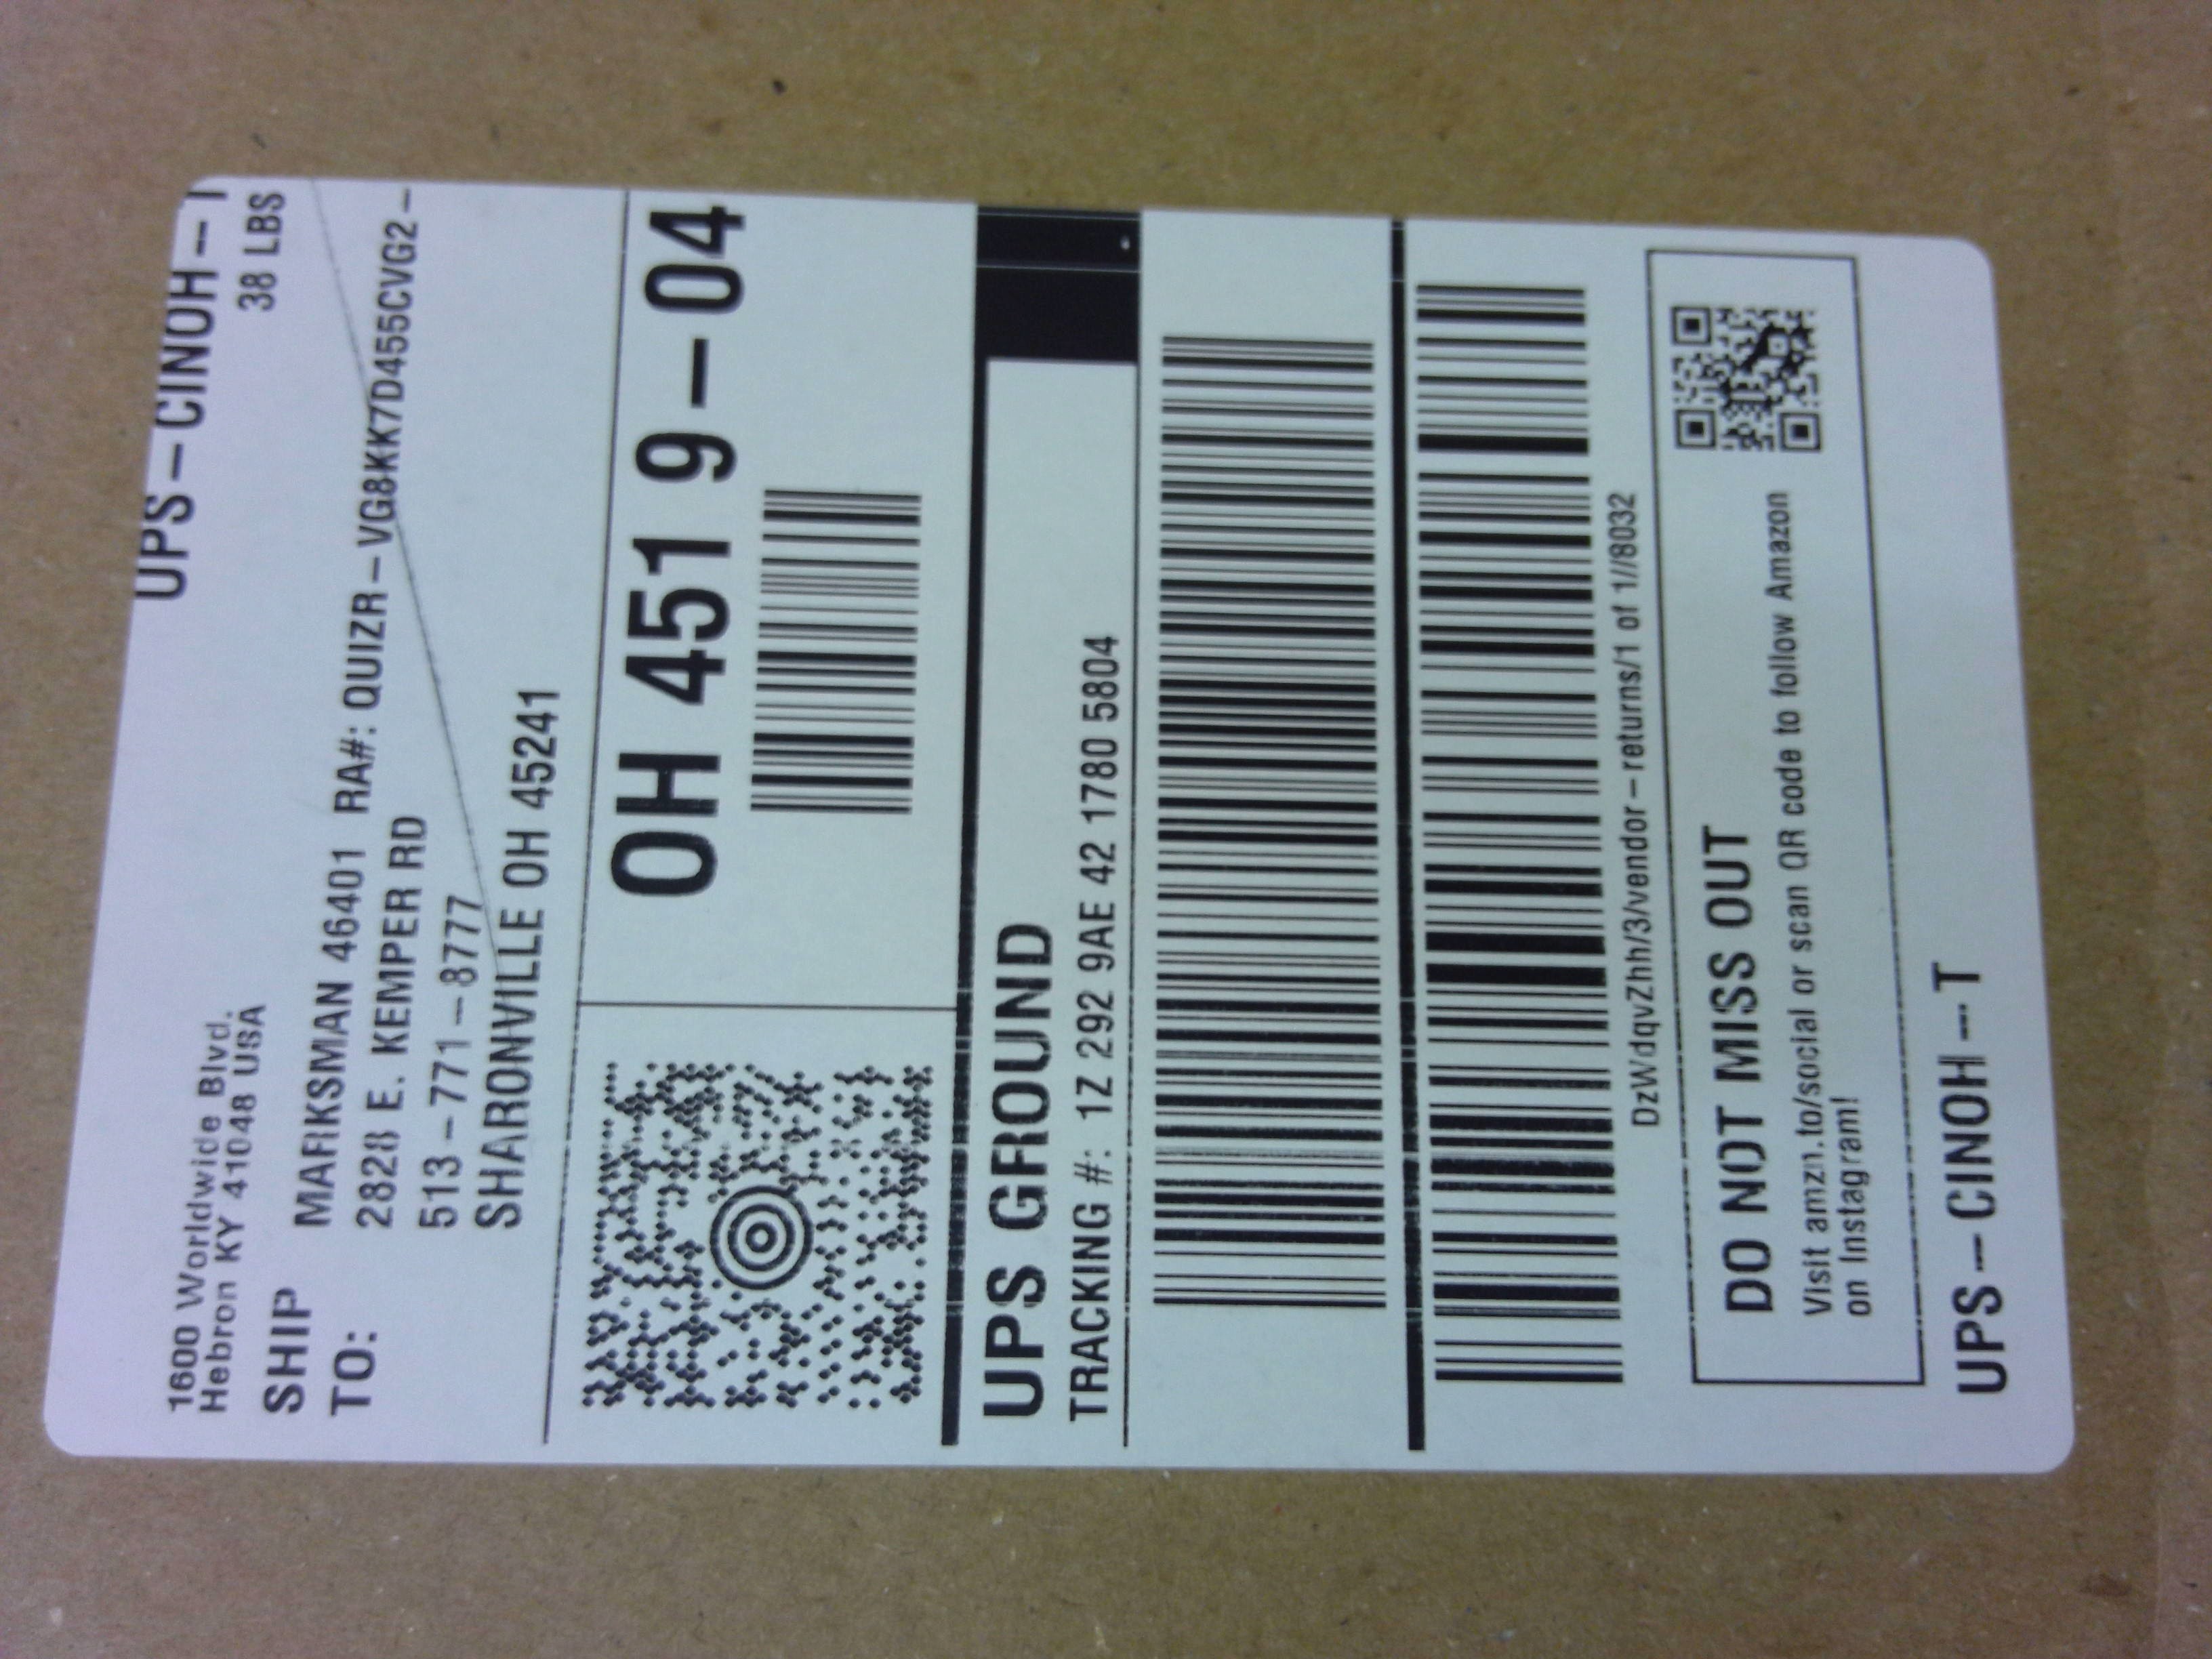 UPS-CINOH-T
1600 Worldwide Blvd.
Hebron KY 41048 USA
38 LBS
SHIP
TO:
MARKSMAN 46401 RA#: QUIZR-VG8KK7D455CVG2-
2828 E. KEMPER RD
513-771-8777
SHARONVILLE OH 45241
OH 451 9-04
UPS GROUND
TRACKING #: 1Z 292 9AE 42 1780 5804
DzWdqvZhh/3/vendor-returns/1 of 1//8032
DO NOT MISS OUT
Visit amzn.to/social or scan QR code to follow Amazon
on Instagram!
UPS-CINOH--T